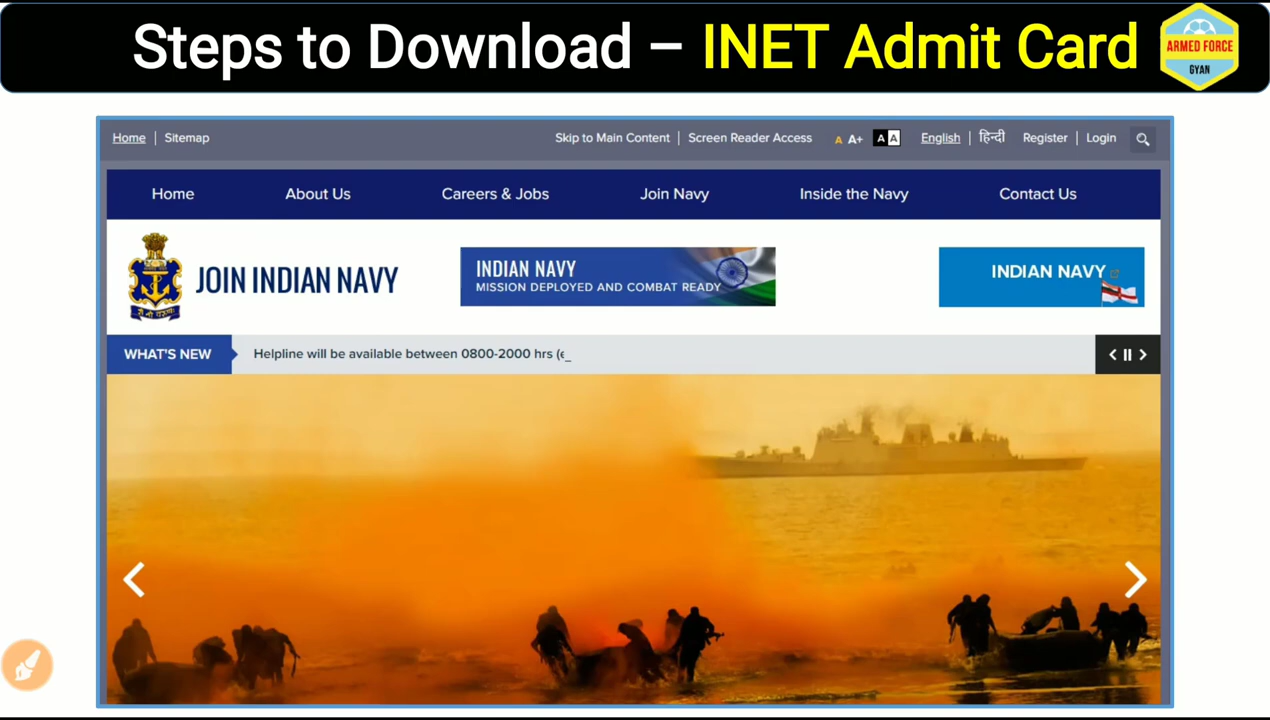 Steps to Download – INET Admit Card
ARMED FORCE
GYAN
Home | Sitemap
Skip to Main Content | Screen Reader Access A A+ A A English | हिन्दी Register | Login
Home About Us Careers & Jobs Join Navy Inside the Navy Contact Us
JOIN INDIAN NAVY
INDIAN NAVY
MISSION DEPLOYED AND COMBAT READY
INDIAN NAVY
WHAT'S NEW Helpline will be available between 0800-2000 hrs (e_